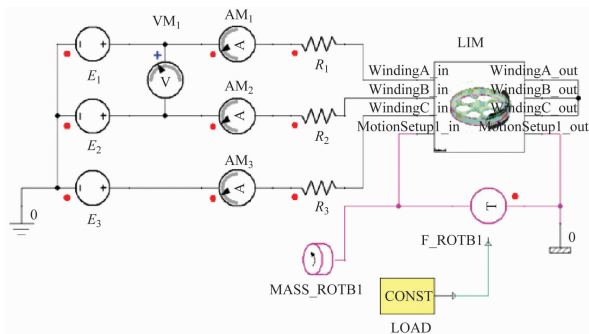 VM1
AM1
LIM
E1
V
A
R1
WindingA_in
WindingA_out
WindingB_in
WindingB_out
WindingC_in
WindingC_out
MotionSetup1_in
MotionSetup1_out
AM2
E2
A
R2
AM3
E3
A
R3
0
T
0
F_ROTB1
MASS_ROTB1
CONST
LOAD